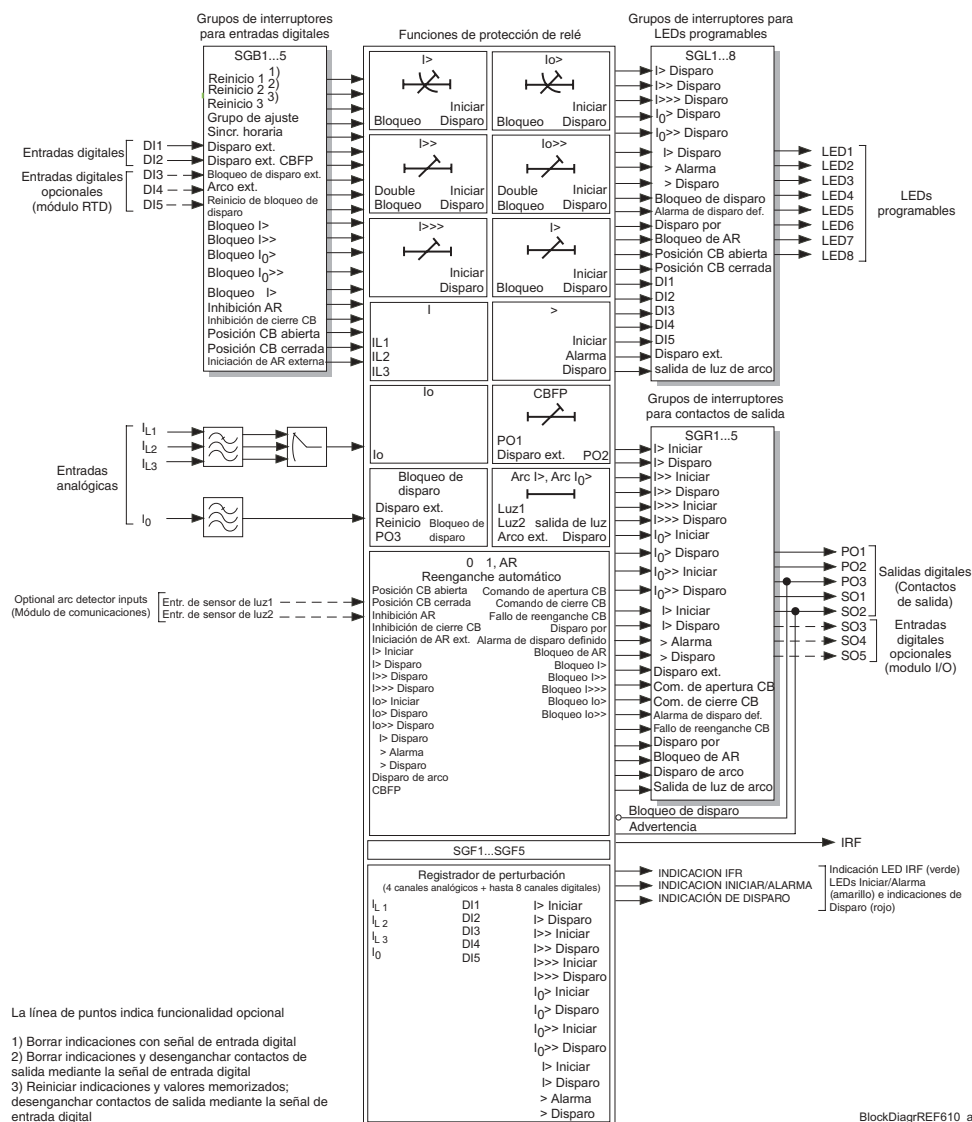 Grupos de interruptores
para entradas digitales
SGB1...5
Reinicio 1 1)
Reinicio 2 2)
Reinicio 3 3)
Grupo de ajuste
Sincr. horaria
Disparo ext.
Disparo ext. CBFP
Bloqueo de disparo ext.
Arco ext.
Reinicio de bloqueo de
disparo
Bloqueo I>
Bloqueo I>>
Bloqueo I0>
Bloqueo I0>>
Bloqueo I>
Inhibición AR
Inhibición de cierre CB
Posición CB abierta
Posición CB cerrada
Iniciación de AR externa
Entradas digitales
DI1
DI2
Entradas digitales
opcionales
(módulo RTD)
DI3
DI4
DI5
Entradas
analógicas
IL1
IL2
IL3
I0
Optional arc detector inputs
(Módulo de comunicaciones)
Entr. de sensor de luz1
Entr. de sensor de luz2
Funciones de protección de relé
I>
Iniciar
Bloqueo Disparo
Io>
Iniciar
Bloqueo Disparo
I>>
Double Iniciar
Bloqueo Disparo
Io>>
Double Iniciar
Bloqueo Disparo
I>>>
Iniciar
Disparo
I>
Iniciar
Bloqueo Disparo
I
IL1
IL2
IL3
>
Iniciar
Alarma
Disparo
Io
Io
CBFP
PO1
Disparo ext. PO2
Bloqueo de
disparo
Disparo ext.
Reinicio Bloqueo de
PO3 disparo
Arc I>, Arc I0>
Luz1
Luz2 salida de luz
Arco ext. Disparo
0 1, AR
Reenganche automático
Posición CB abierta Comando de apertura CB
Posición CB cerrada Comando de cierre CB
Inhibición AR Fallo de reenganche CB
Inhibición de cierre CB Disparo por
Iniciación de AR ext. Alarma de disparo definido
I> Iniciar Bloqueo de AR
I> Disparo Bloqueo I>
I>> Disparo Bloqueo I>>
I>>> Disparo Bloqueo I>>>
Io> Iniciar Bloqueo Io>
Io> Disparo Bloqueo Io>>
Io>> Disparo
I> Disparo
> Alarma
> Disparo
Disparo de arco
CBFP
SGF1...SGF5
Registrador de perturbación
(4 canales analógicos + hasta 8 canales digitales)
IL 1 DI1 I> Iniciar
IL 2 DI2 I> Disparo
IL 3 DI3 I>> Iniciar
I0 DI4 I>> Disparo
DI5 I>>> Iniciar
I>>> Disparo
I0> Iniciar
I0> Disparo
I0>> Iniciar
I0>> Disparo
I> Iniciar
I> Disparo
> Alarma
> Disparo
Grupos de interruptores para
LEDs programables
SGL1...8
I> Disparo
I>> Disparo
I>>> Disparo
I0> Disparo
I0>> Disparo
I> Disparo
> Alarma
> Disparo
Bloqueo de disparo
Alarma de disparo def.
Disparo por
Bloqueo de AR
Posición CB abierta
Posición CB cerrada
DI1
DI2
DI3
DI4
DI5
Disparo ext.
salida de luz de arco
LED1
LED2
LED3
LED4
LED5
LED6
LED7
LED8
LEDs
programables
Grupos de interruptores
para contactos de salida
SGR1...5
I> Iniciar
I> Disparo
I>> Iniciar
I>> Disparo
I>>> Iniciar
I>>> Disparo
I0> Iniciar
I0> Disparo
I0>> Iniciar
I0>> Disparo
I> Iniciar
I> Disparo
> Alarma
> Disparo
Disparo ext.
Com. de apertura CB
Com. de cierre CB
Alarma de disparo def.
Fallo de reenganche CB
Disparo por
Bloqueo de AR
Disparo de arco
Salida de luz de arco
PO1
PO2
PO3
SO1
SO2
SO3
SO4
SO5
Salidas digitales
(Contactos
de salida)
Entradas
digitales
opcionales
(modulo I/O)
Bloqueo de disparo
Advertencia
IRF
INDICACION IFR
INDICACION INICIAR/ALARMA
INDICACIÓN DE DISPARO
Indicación LED IRF (verde)
LEDs Iniciar/Alarma
(amarillo) e indicaciones de
Disparo (rojo)
La línea de puntos indica funcionalidad opcional
1) Borrar indicaciones con señal de entrada digital
2) Borrar indicaciones y desenganchar contactos de
salida mediante la señal de entrada digital
3) Reiniciar indicaciones y valores memorizados;
desenganchar contactos de salida mediante la señal de
entrada digital
BlockDiagrREF610_a